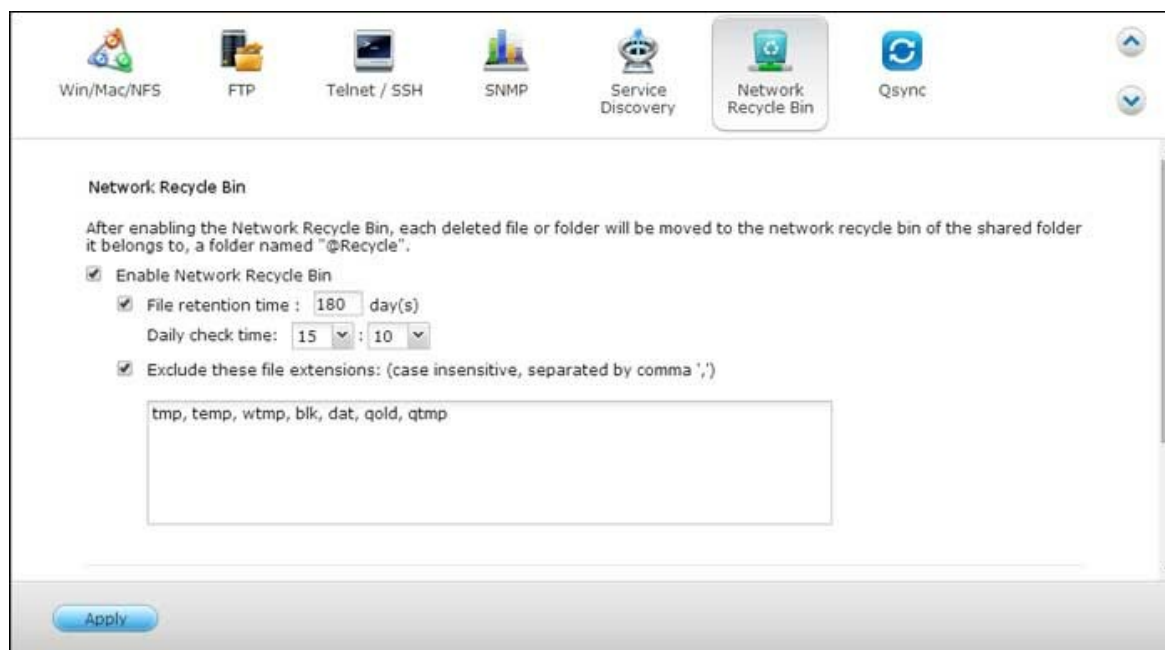 Win/Mac/NFS FTP Telnet / SSH SNMP Service Discovery Network Recycle Bin Qsync
Network Recycle Bin
After enabling the Network Recycle Bin, each deleted file or folder will be moved to the network recycle bin of the shared folder
it belongs to, a folder named "@Recycle".
Enable Network Recycle Bin
File retention time : 180 day(s)
Daily check time: 15 : 10
Exclude these file extensions: (case insensitive, separated by comma ',')
tmp, temp, wtmp, blk, dat, qold, qtmp
Apply